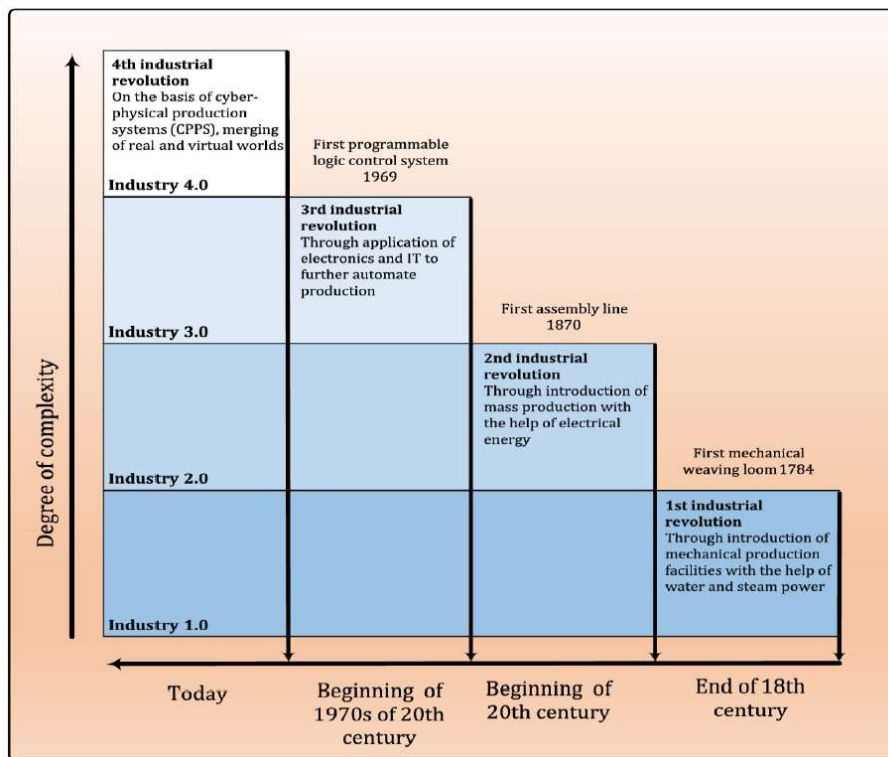 4th industrial
revolution
On the basis of cyber-
physical production
systems (CPPS), merging
of real and virtual worlds
Industry 4.0
First programmable
logic control system
1969
3rd industrial
revolution
Through application of
electronics and IT to
further automate
production
Industry 3.0
First assembly line
1870
2nd industrial
revolution
Through introduction of
mass production with
the help of electrical
energy
Industry 2.0
First mechanical
weaving loom 1784
1st industrial
revolution
Through introduction of
mechanical production
facilities with the help of
water and steam power
Industry 1.0
Degree of complexity
Today
Beginning of
1970s of 20th
century
Beginning of
20th century
End of 18th
century